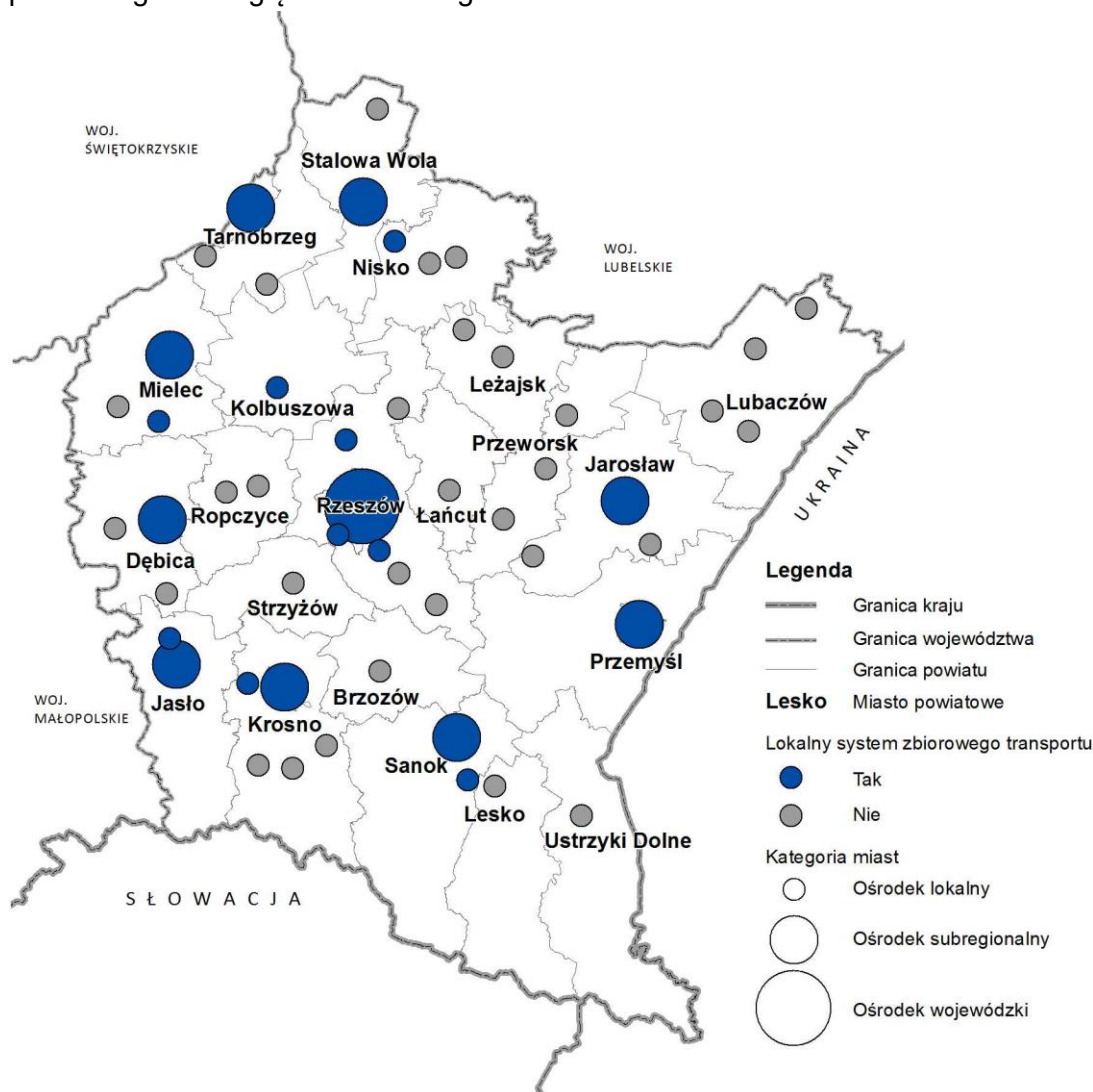 WOJ.
ŚWIĘTOKRZYSKIE
Stalowa Wola
Tarnobrzeg
Nisko
WOJ.
LUBELSKIE
Mielec
Kolbuszowa
Leżajsk
Lubaczów
Przeworsk
Jarosław
Rzeszów
Łańcut
Ropczyce
UKRAINA
Dębica
Strzyżów
Przemyśl
WOJ.
MAŁOPOLSKIE
Jasło
Krosno
Brzozów
Sanok
Lesko
Ustrzyki Dolne
SŁOWACJA
Legenda
Granica kraju
Granica województwa
Granica powiatu
Lesko Miasto powiatowe
Lokalny system zbiorowego transportu
Tak
Nie
Kategoria miast
Ośrodek lokalny
Ośrodek subregionalny
Ośrodek wojewódzki